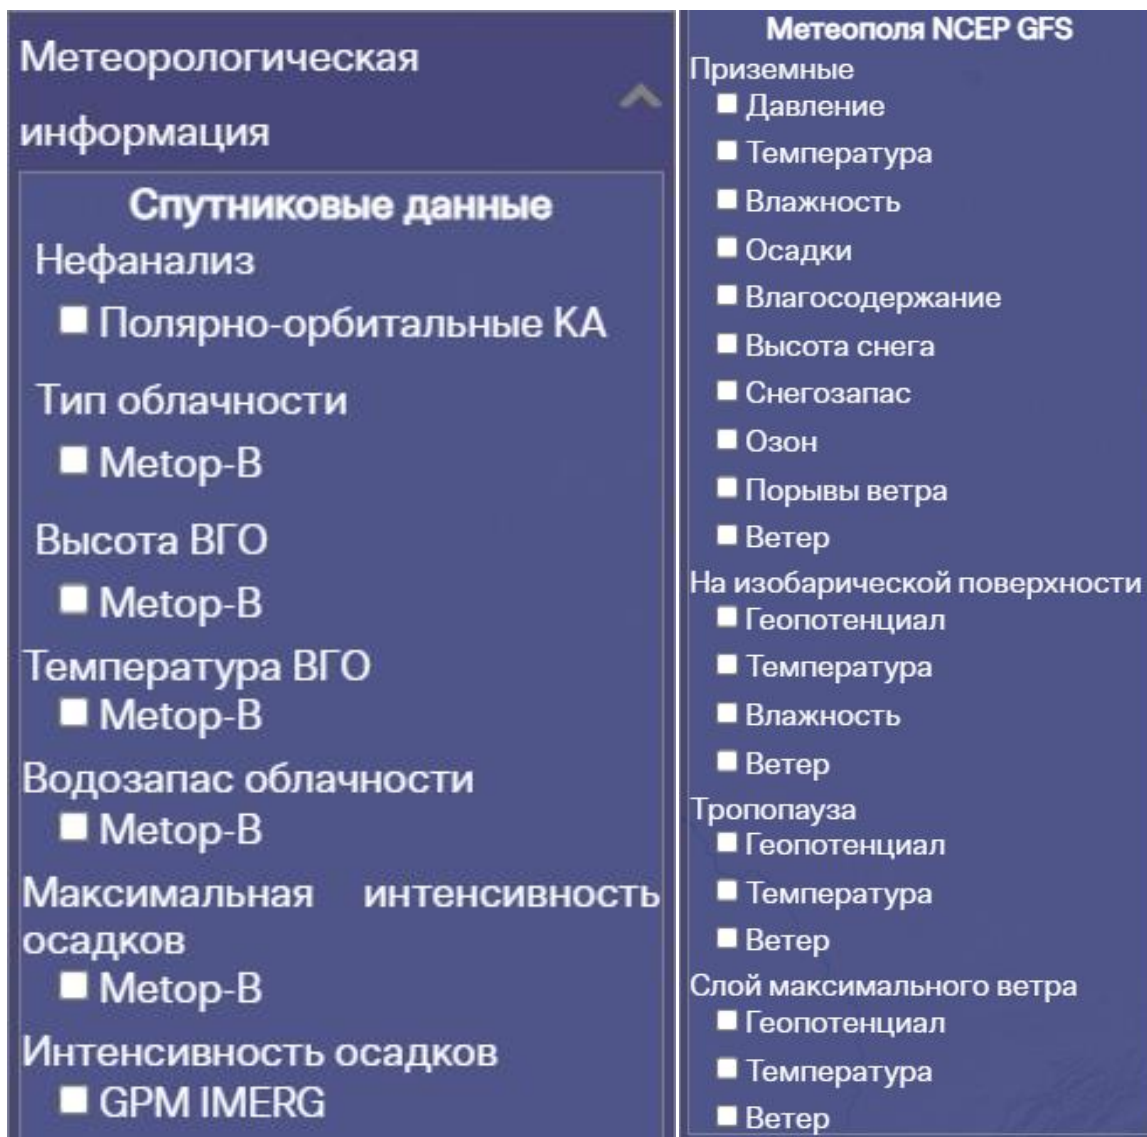 Метеорологическая
информация
Спутниковые данные
Нефанализ
Полярно-орбитальные КА
Тип облачности
Metop-B
Высота ВГО
Metop-B
Температура ВГО
Metop-B
Водозапас облачности
Metop-B
Максимальная интенсивность
осадков
Metop-B
Интенсивность осадков
GPM IMERG
Метеополя NCEP GFS
Приземные
Давление
Температура
Влажность
Осадки
Влагосодержание
Высота снега
Снегозапас
Озон
Порывы ветра
Ветер
На изобарической поверхности
Геопотенциал
Температура
Влажность
Ветер
Тропопауза
Геопотенциал
Температура
Ветер
Слой максимального ветра
Геопотенциал
Температура
Ветер